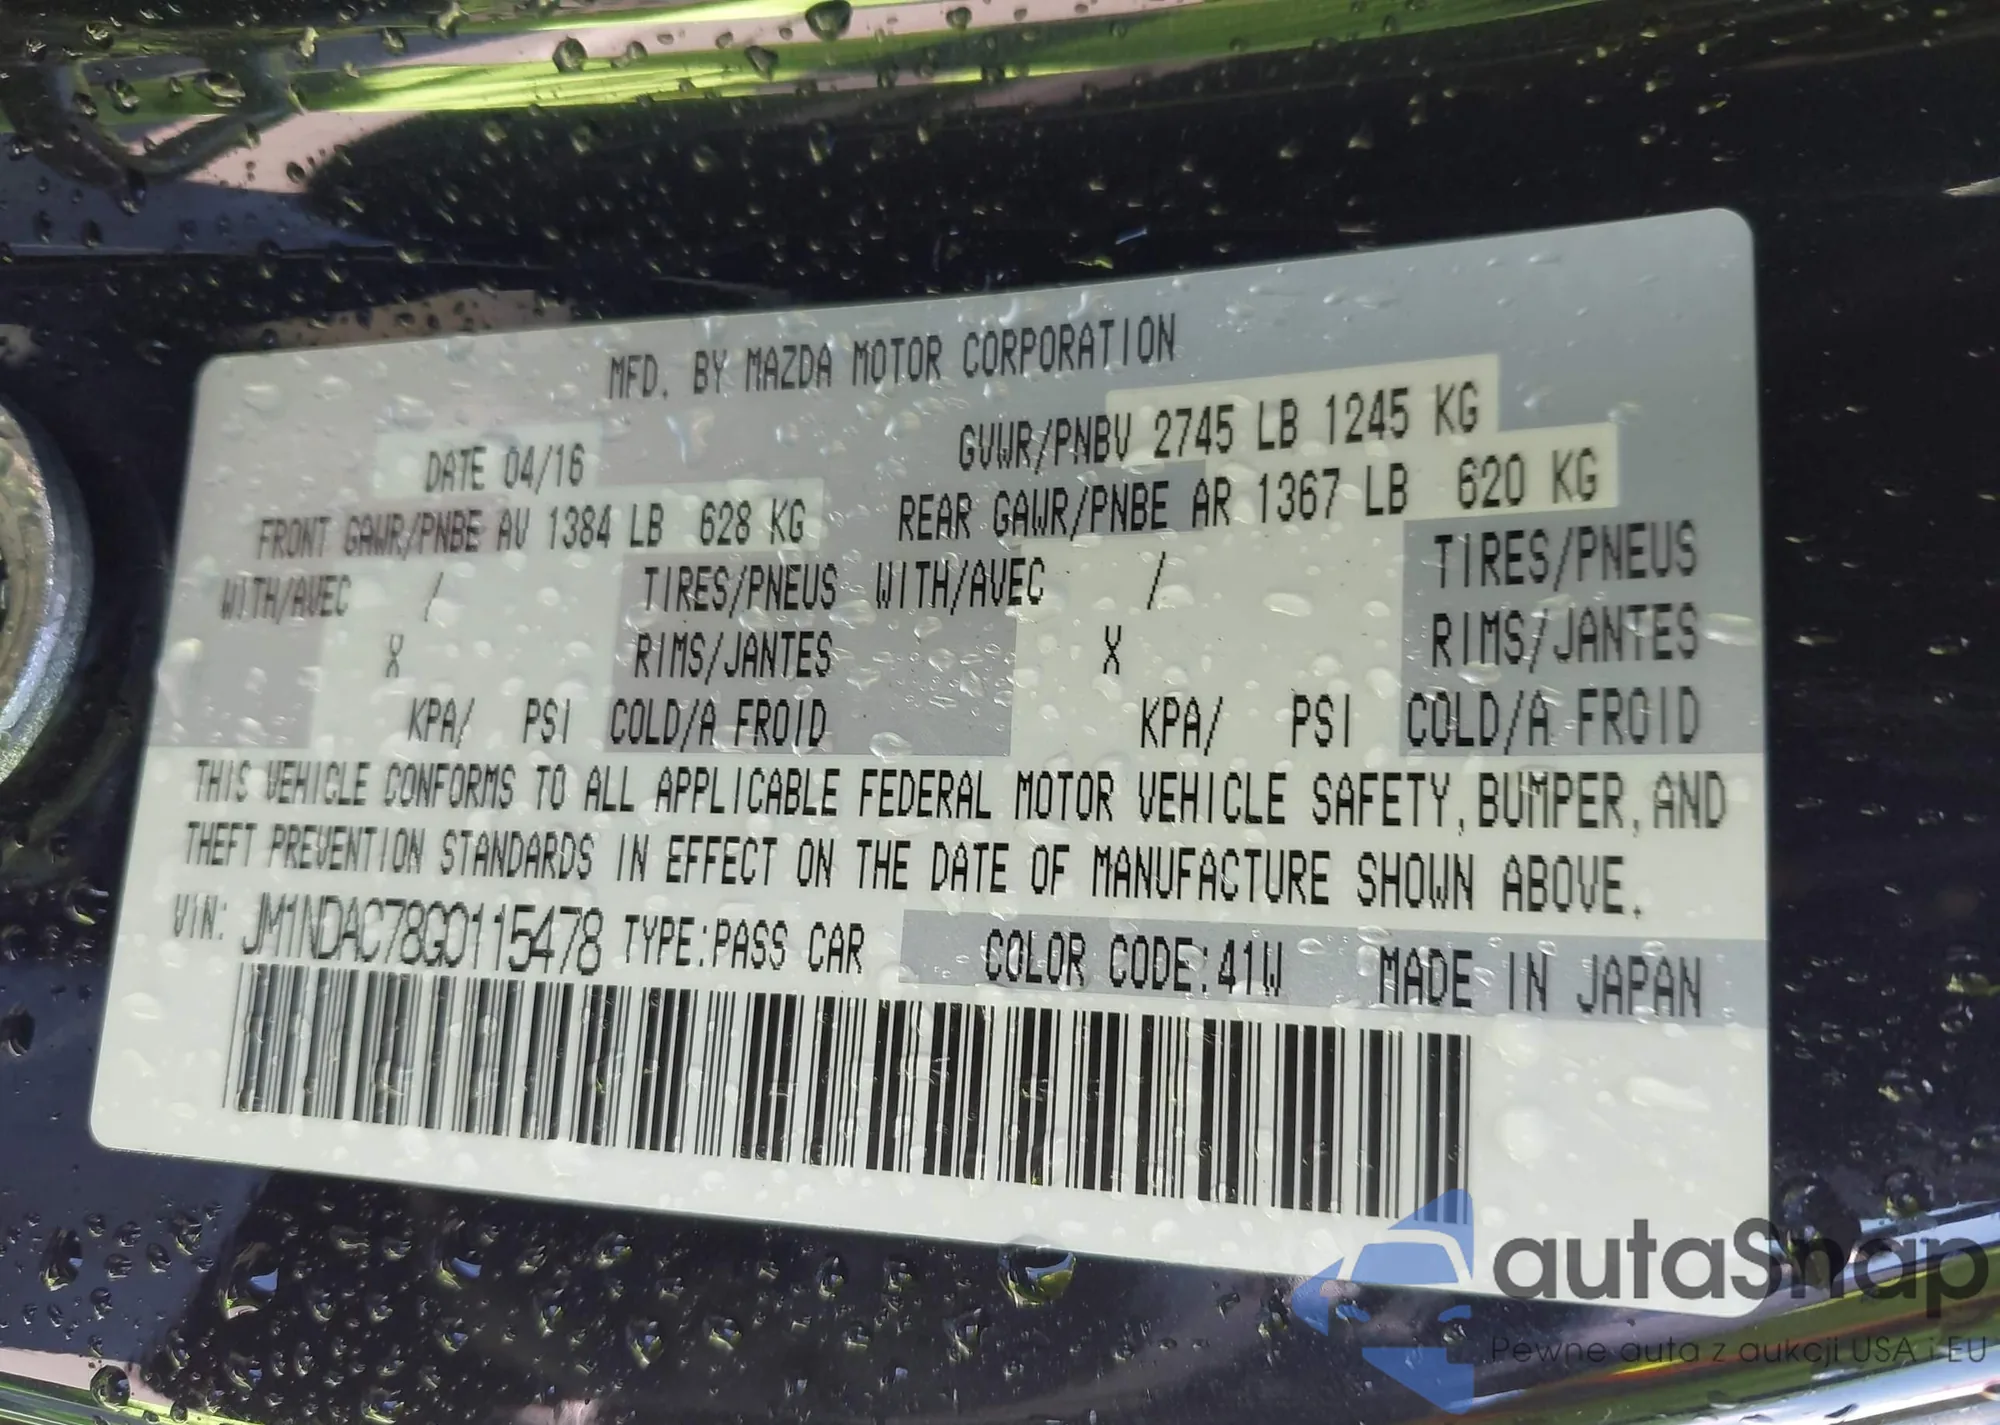 MFD. BY MAZDA MOTOR CORPORATION
DATE 04/16 GVWR/PNBV 2745 LB 1245 KG
FRONT GAWR/PNBE AV 1384 LB 628 KG REAR GAWR/PNBE AR 1367 LB 620 KG
WITH/AVEC / TIRES/PNEUS WITH/AVEC / TIRES/PNEUS
X RIMS/JANTES X RIMS/JANTES
KPA/ PSI COLD/A FROID KPA/ PSI COLD/A FROID
THIS VEHICLE CONFORMS TO ALL APPLICABLE FEDERAL MOTOR VEHICLE SAFETY, BUMPER, AND
THEFT PREVENTION STANDARDS IN EFFECT ON THE DATE OF MANUFACTURE SHOWN ABOVE.
VIN: JM1NDAC78G0115478 TYPE:PASS CAR COLOR CODE:41W MADE IN JAPAN
autaSnap
Pewne auta z aukcji USA i EU